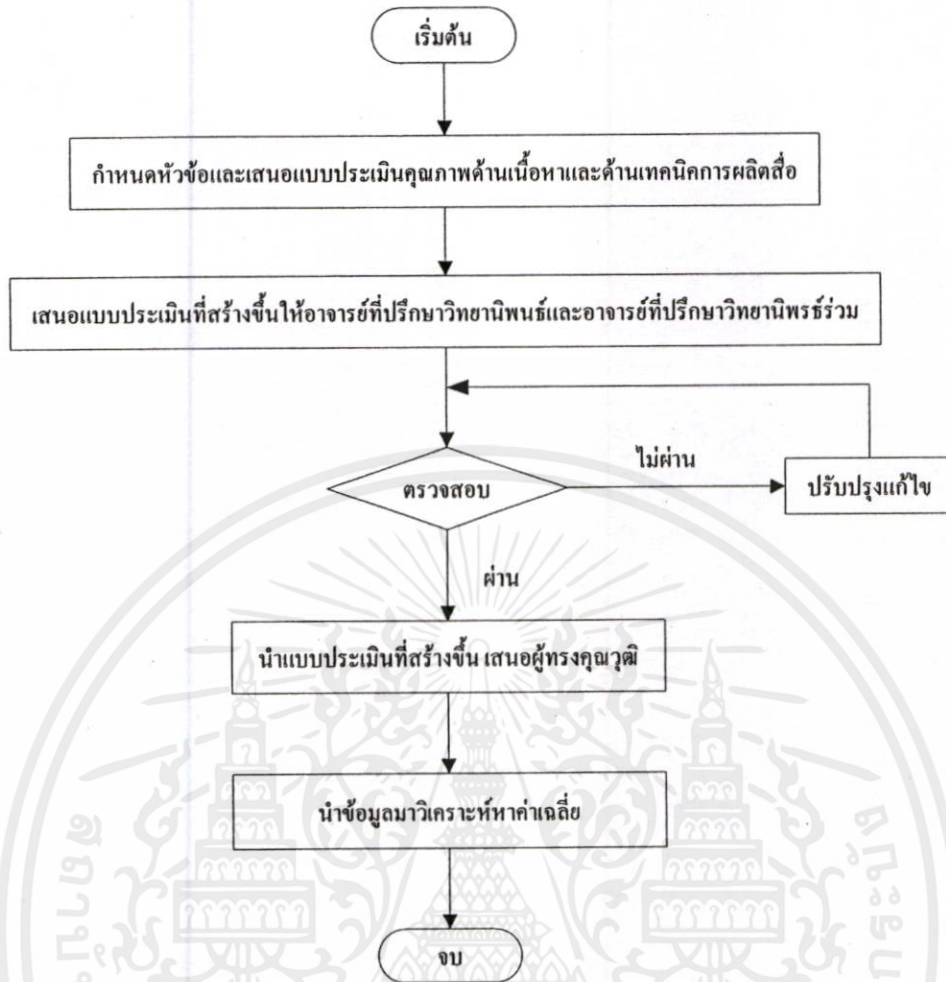 เริ่มต้น
กำหนดหัวข้อและเสนอแบบประเมินคุณภาพด้านเนื้อหาและด้านเทคนิคการผลิตสื่อ
เสนอแบบประเมินที่สร้างขึ้นให้อาจารย์ที่ปรึกษาวิทยานิพนธ์และอาจารย์ที่ปรึกษาวิทยานิพรธ์ร่วม
ไม่ผ่าน
ตรวจสอบ
ปรับปรุงแก้ไข
ผ่าน
นำแบบประเมินที่สร้างขึ้น เสนอผู้ทรงคุณวุฒิ
นำข้อมูลมาวิเคราะห์หาค่าเฉลี่ย
จบ